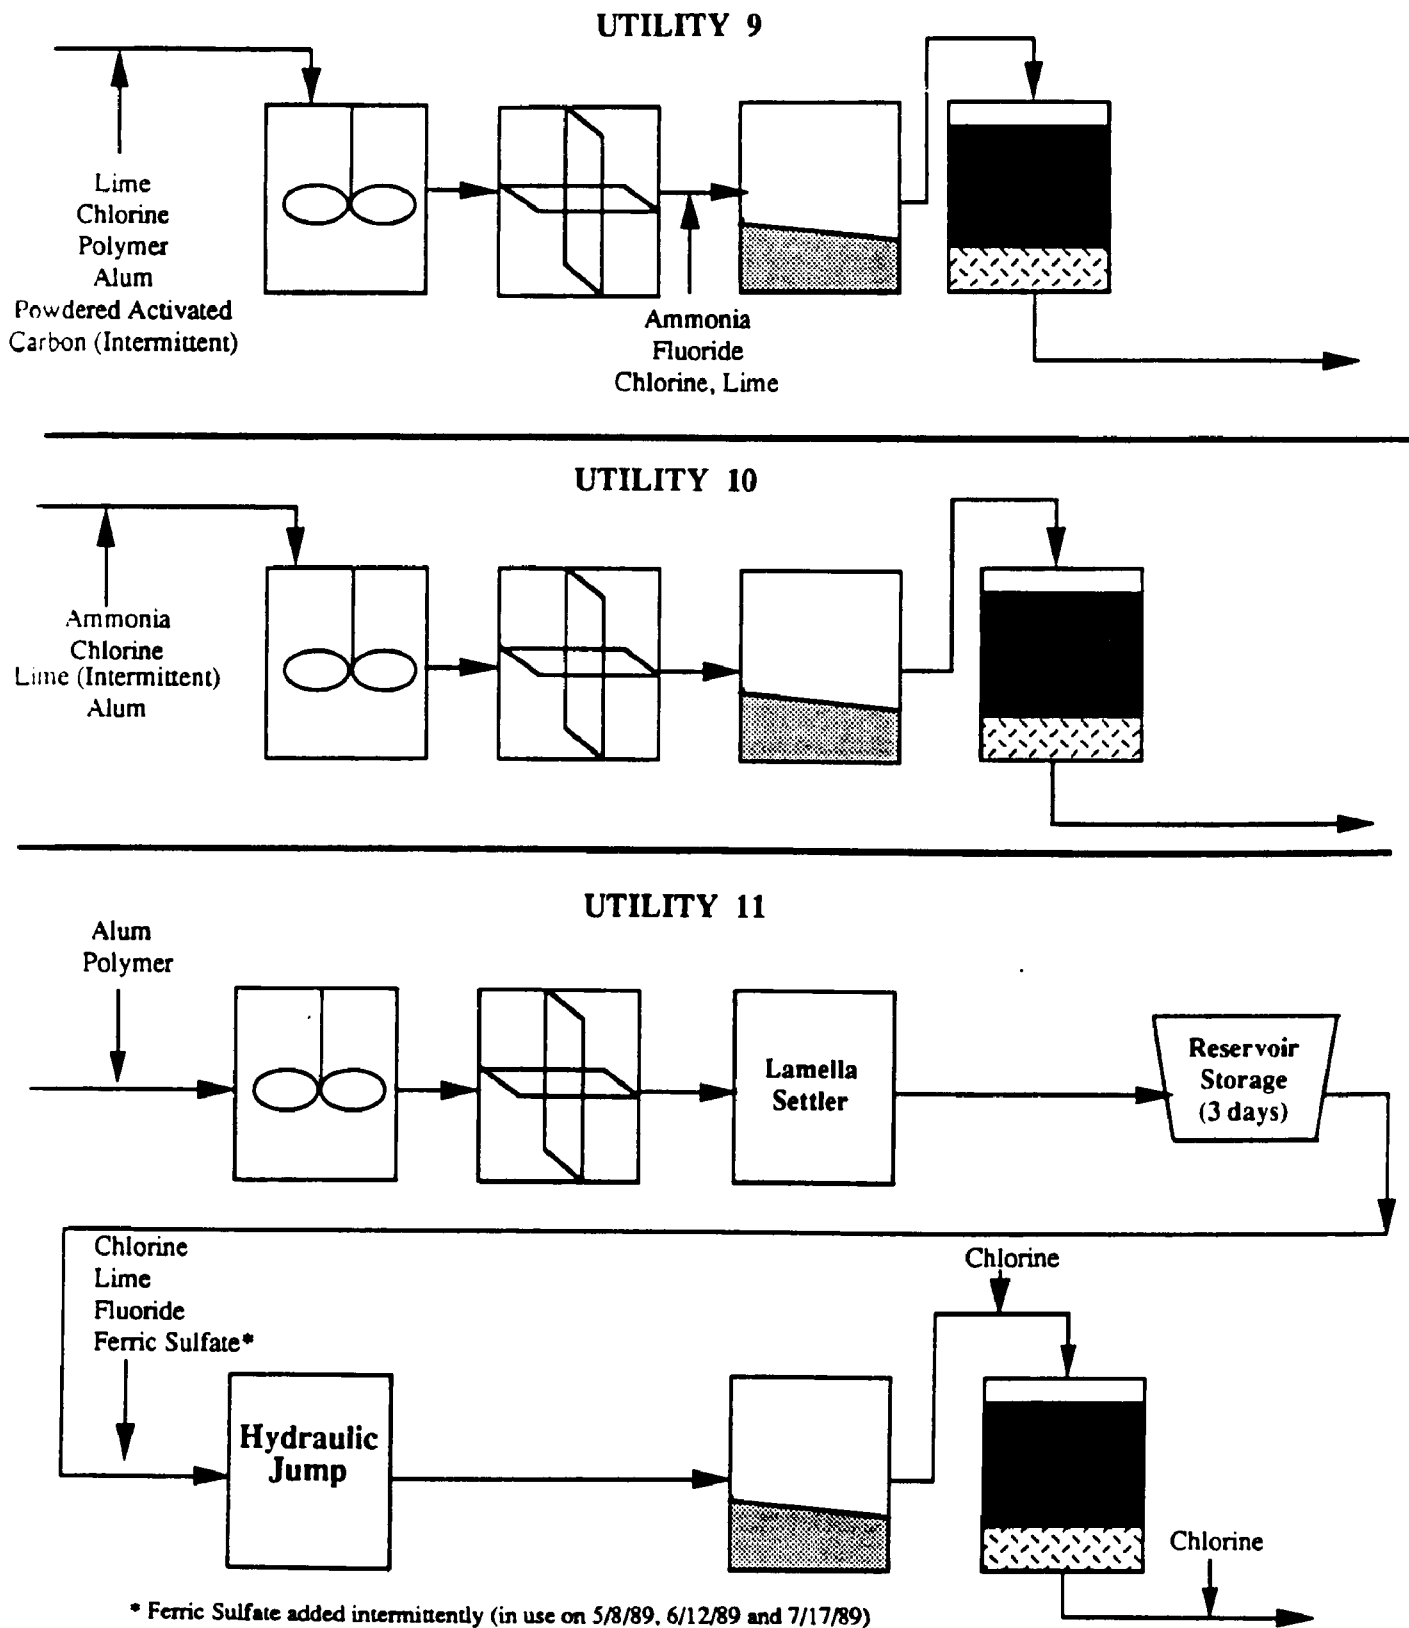 UTILITY 9
Lime
Chlorine
Polymer
Alum
Powdered Activated
Carbon (Intermittent)
Ammonia
Fluoride
Chlorine, Lime
UTILITY 10
Ammonia
Chlorine
Lime (Intermittent)
Alum
UTILITY 11
Alum
Polymer
Lamella
Settler
Reservoir
Storage
(3 days)
Chlorine
Lime
Fluoride
Ferric Sulfate*
Chlorine
Hydraulic
Jump
Chlorine
* Ferric Sulfate added intermittently (in use on 5/8/89, 6/12/89 and 7/17/89)